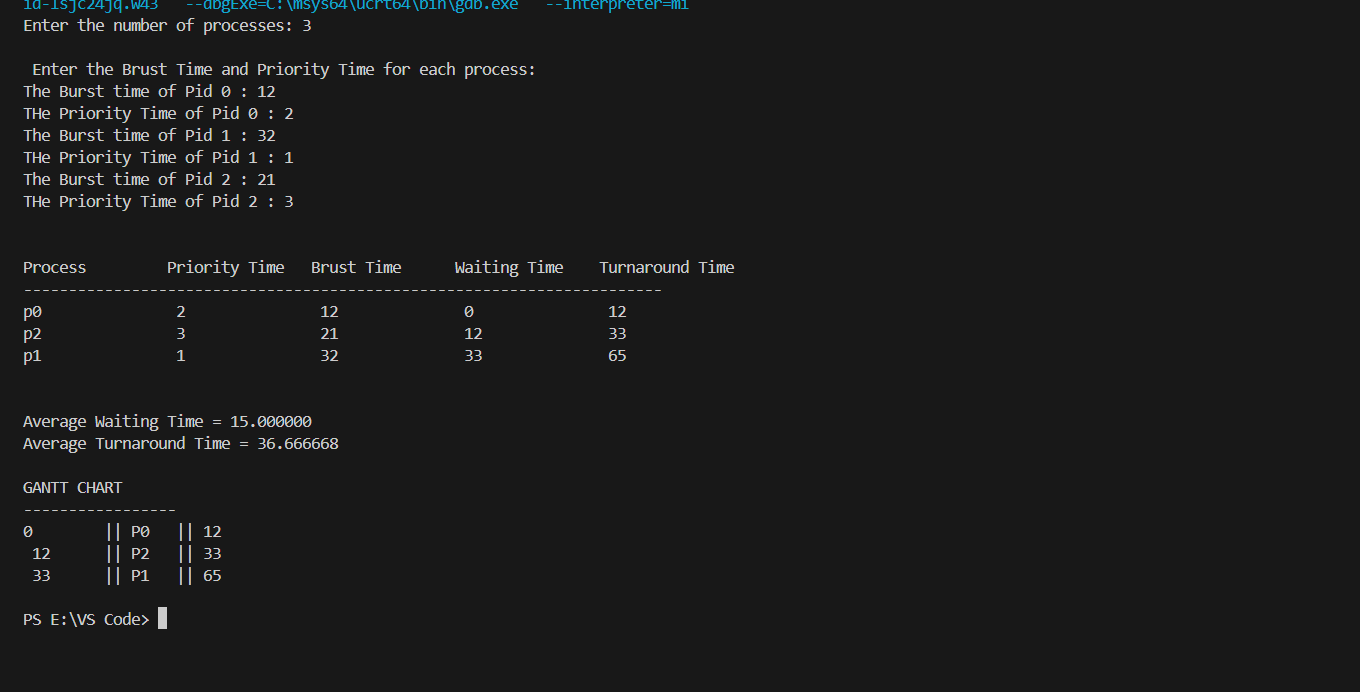 id-1sjc24jq.w43   --dbgExe=C:\msys64\ucrt64\bin\gdb.exe   --interpreter=mi
Enter the number of processes: 3
Enter the Brust Time and Priority Time for each process:
The Burst time of Pid 0 : 12
THe Priority Time of Pid 0 : 2
The Burst time of Pid 1 : 32
THe Priority Time of Pid 1 : 1
The Burst time of Pid 2 : 21
THe Priority Time of Pid 2 : 3
Process         Priority Time   Brust Time      Waiting Time    Turnaround Time
-----------------------------------------------------------------------
p0               2               12              0               12
p2               3               21              12              33
p1               1               32              33              65
Average Waiting Time = 15.000000
Average Turnaround Time = 36.666668
GANTT CHART
-----------------
0        || P0   || 12
12      || P2   || 33
33      || P1   || 65
PS E:\VS Code>